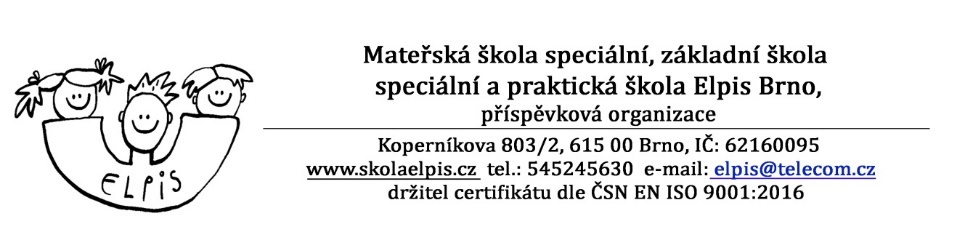 Mateřská škola speciální, základní škola
speciální a praktická škola Elpis Brno,
příspěvková organizace
Koperníkova 803/2, 615 00 Brno, IČ: 62160095
www.skolaelpis.cz tel.: 545245630 e-mail: elpis@telecom.cz
držitel certifikátu dle ČSN EN ISO 9001:2016
ELPIS